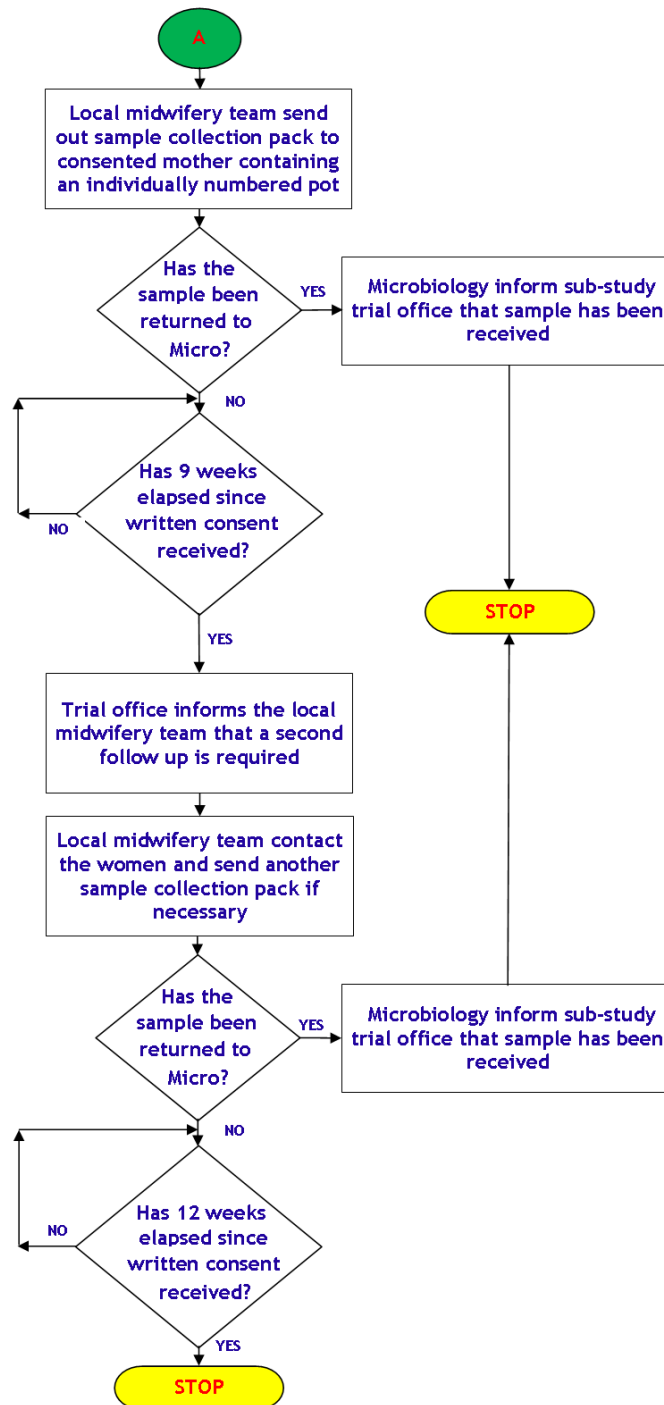 A
Local midwifery team send
out sample collection pack to
consented mother containing
an individually numbered pot
Has the
sample been
returned to
Micro?
YES
Microbiology inform sub-study
trial office that sample has been
received
NO
Has 9 weeks
elapsed since
written consent
received?
NO
STOP
YES
Trial office informs the local
midwifery team that a second
follow up is required
Local midwifery team contact
the women and send another
sample collection pack if
necessary
Has the
sample been
returned to
Micro?
YES
Microbiology inform sub-study
trial office that sample has been
received
NO
Has 12 weeks
elapsed since
written consent
received?
NO
YES
STOP